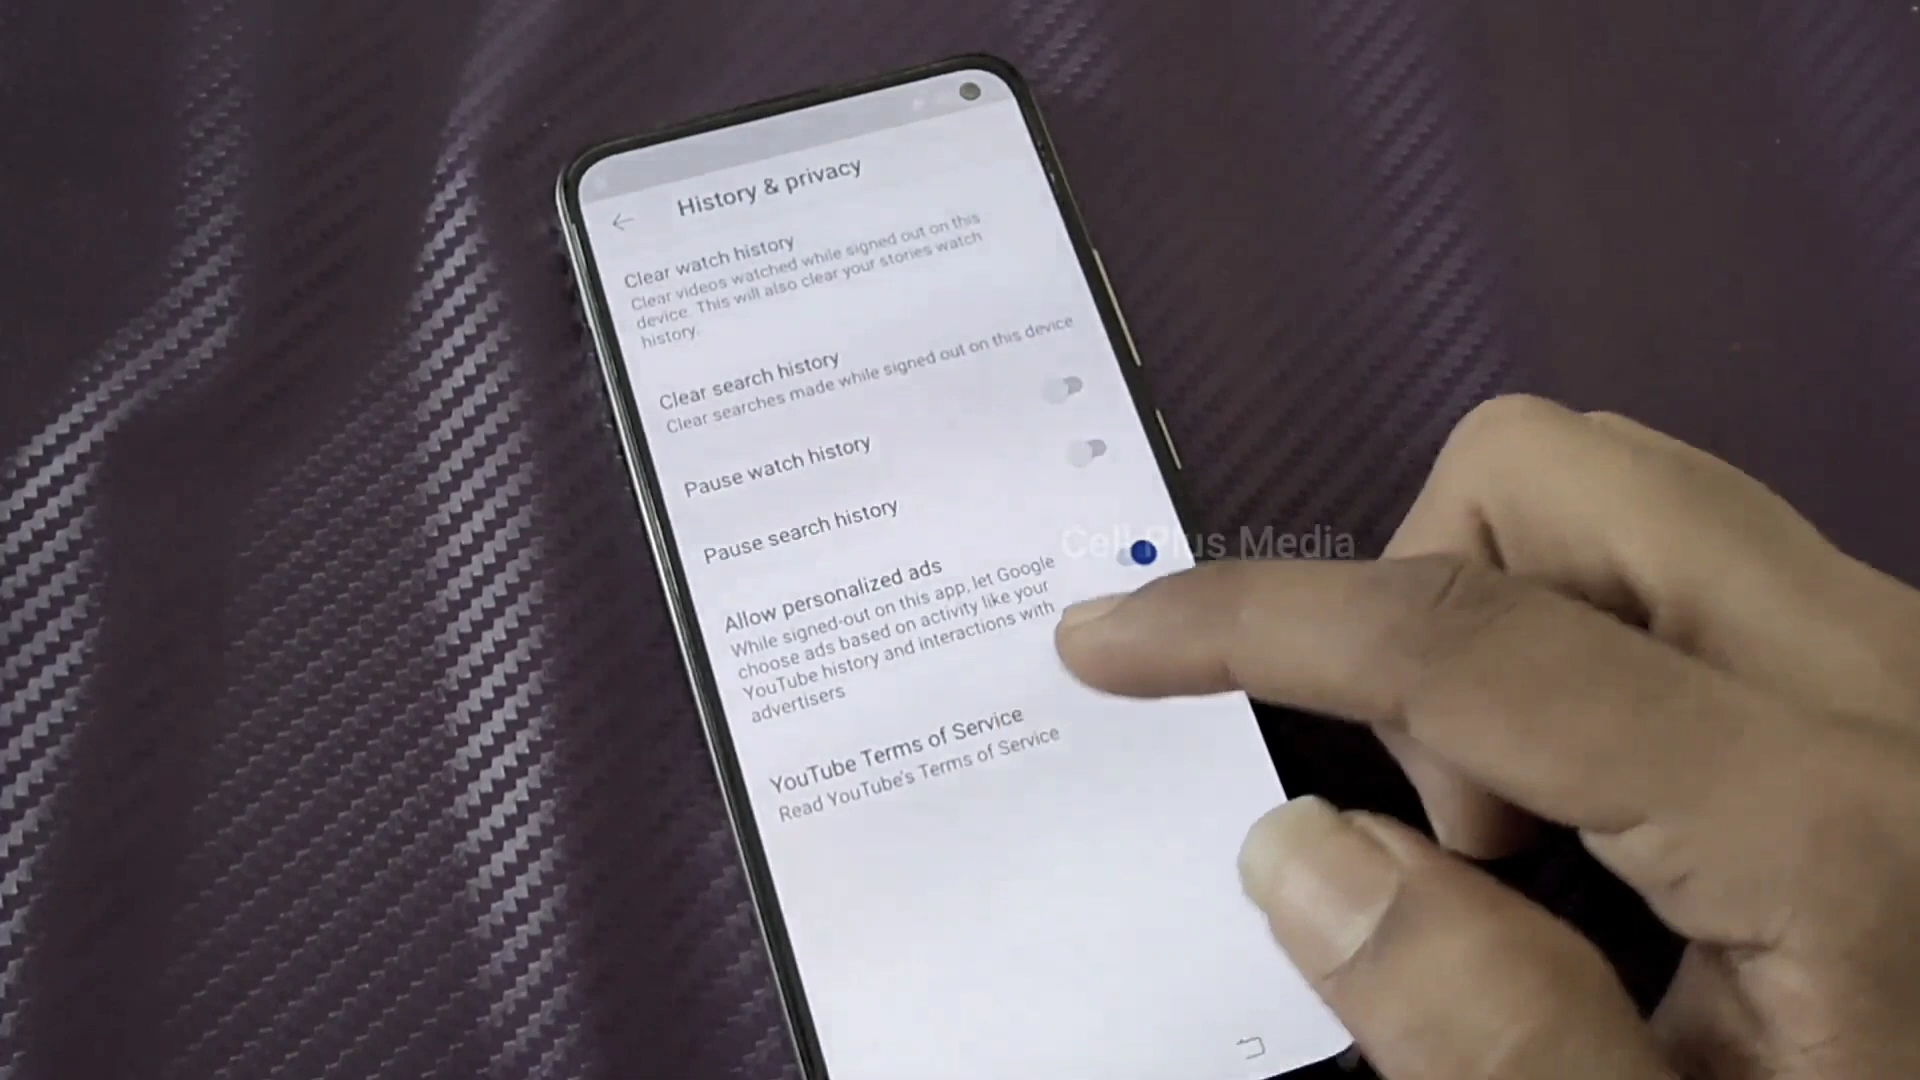 History & privacy
Clear watch history
Clear videos watched while signed out on this
device. This will also clear your stories watch
history.
Clear search history
Clear searches made while signed out on this device
Pause watch history
Pause search history
Cell Plus Media
Allow personalized ads
While signed-out on this app, let Google
choose ads based on activity like your
YouTube history and interactions with
advertisers
YouTube Terms of Service
Read YouTube's Terms of Service